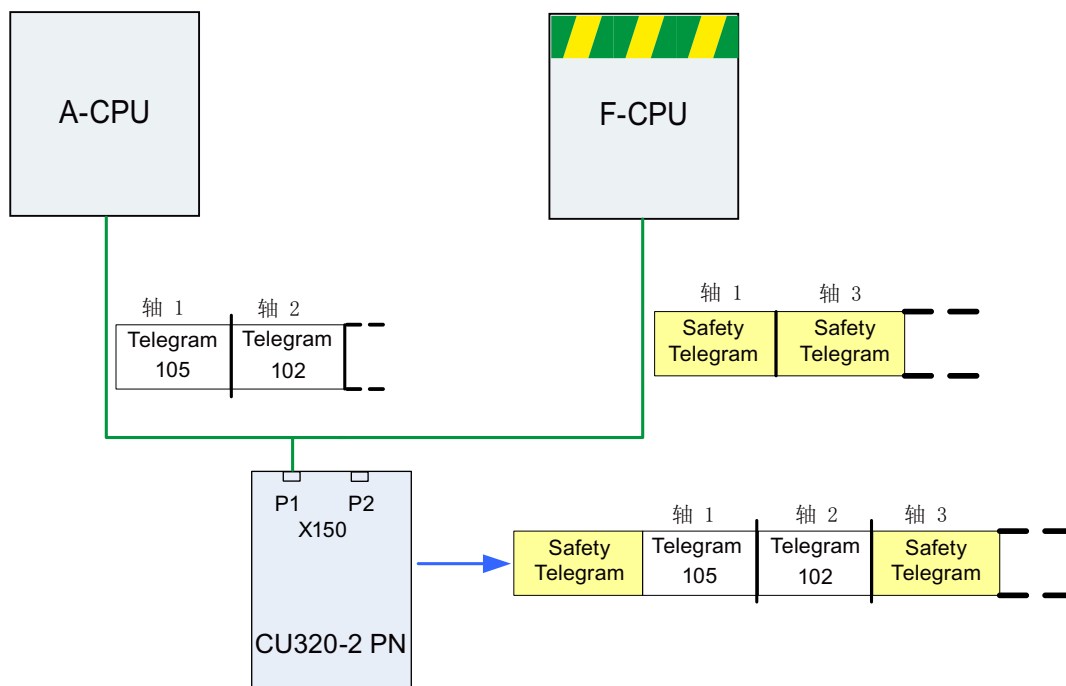 A-CPU
F-CPU
轴 1
轴 2
Telegram
105
Telegram
102
轴 1
轴 3
Safety
Telegram
Safety
Telegram
P1
P2
X150
CU320-2 PN
轴 1
轴 2
轴 3
Safety
Telegram
Telegram
105
Telegram
102
Safety
Telegram